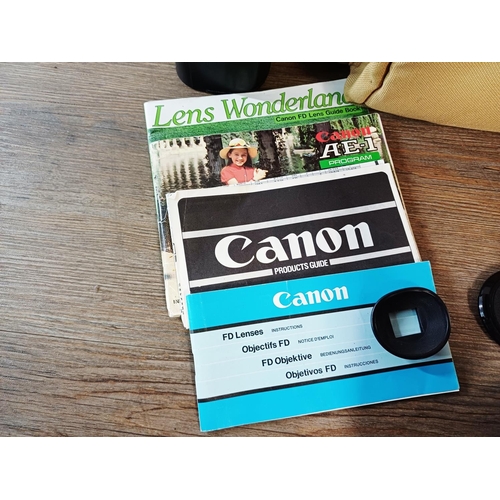 Lens Wonderland
Canon FD Lens Guide Book
Canon
AE-1
PROGRAM
Canon
PRODUCTS GUIDE
Canon
FD Lenses INSTRUCTIONS
Objectifs FD NOTICE D'EMPLOI
FD Objektive BEDIENUNGSANLEITUNG
Objetivos FD INSTRUCCIONES